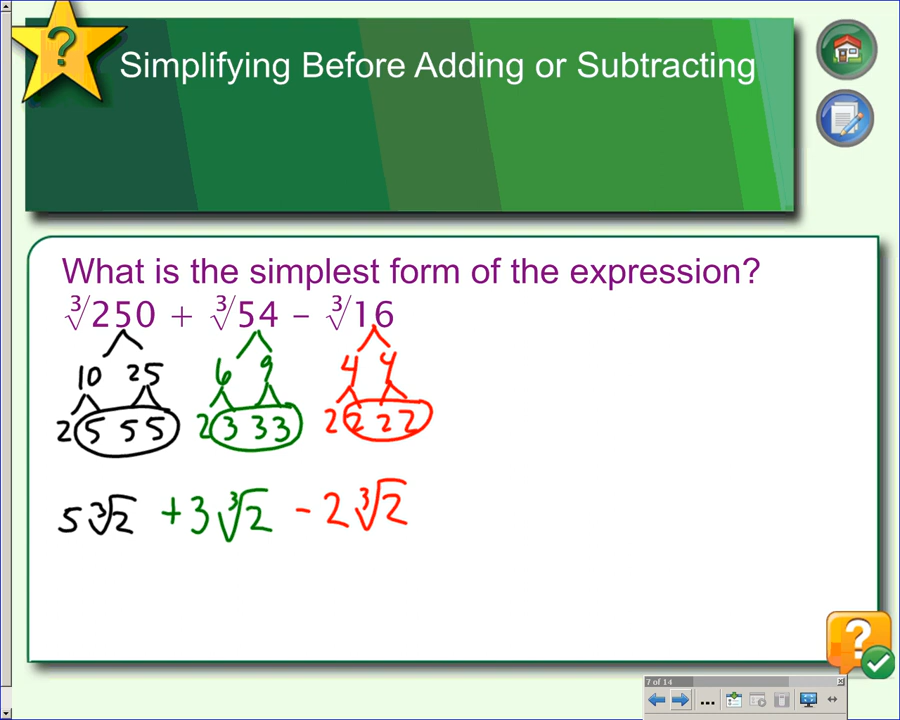 ?
Simplifying Before Adding or Subtracting
What is the simplest form of the expression?
∛250 + ∛54 – ∛16
10 25 6 9 4 4
2 5 5 5 2 3 3 3 2 2 2 2
5∛2 + 3∛2 - 2∛2
?
7 of 14
...